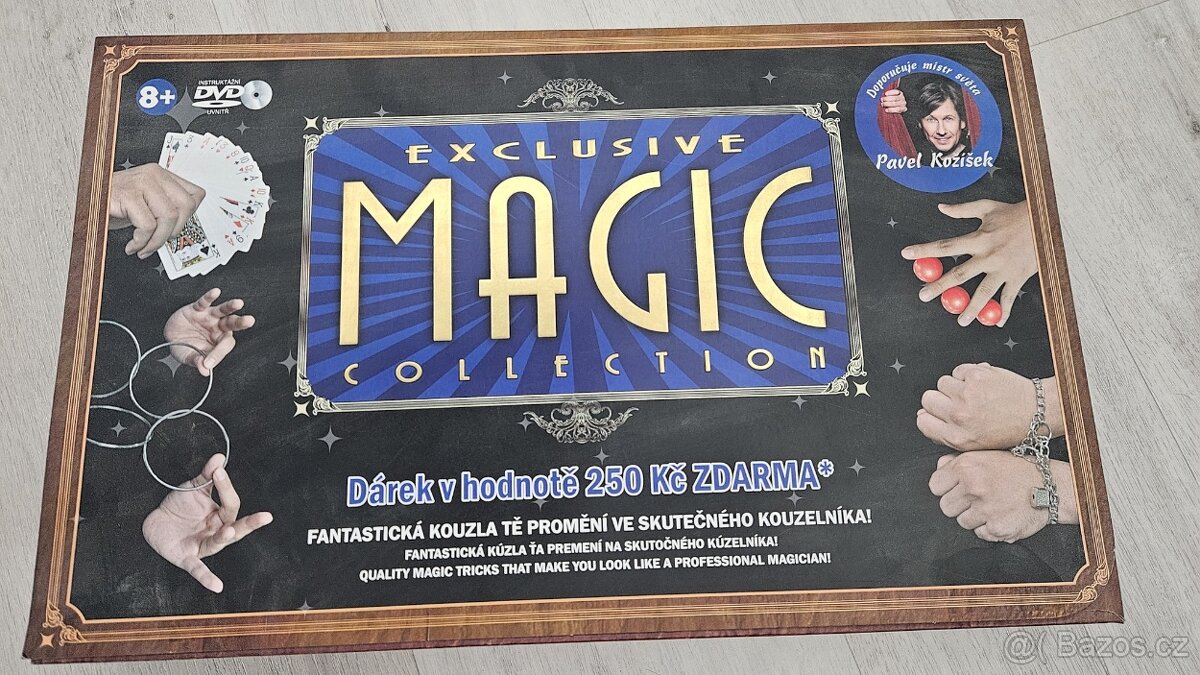 8+
INSTRUKTÁŽNÍ
DVD
UVNITŘ
Doporučuje mistr světa
Pavel Kožíšek
EXCLUSIVE
MAGIC
COLLECTION
Dárek v hodnotě 250 Kč ZDARMA*
FANTASTICKÁ KOUZLA TĚ PROMĚNÍ VE SKUTEČNÉHO KOUZELNÍKA!
FANTASTICKÁ KÚZLA ŤA PREMENÍ NA SKUTOČNÉHO KÚZELNÍKA!
QUALITY MAGIC TRICKS THAT MAKE YOU LOOK LIKE A PROFESSIONAL MAGICIAN!
@( Bazos.cz